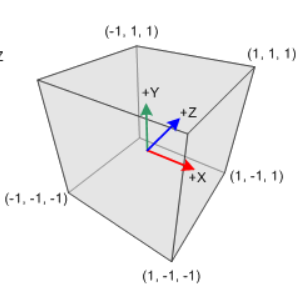 (-1, 1, 1)
z
(1, 1, 1)
+Y
+Z
+X
(1, -1, 1)
(-1, -1, -1)
(1, -1, -1)